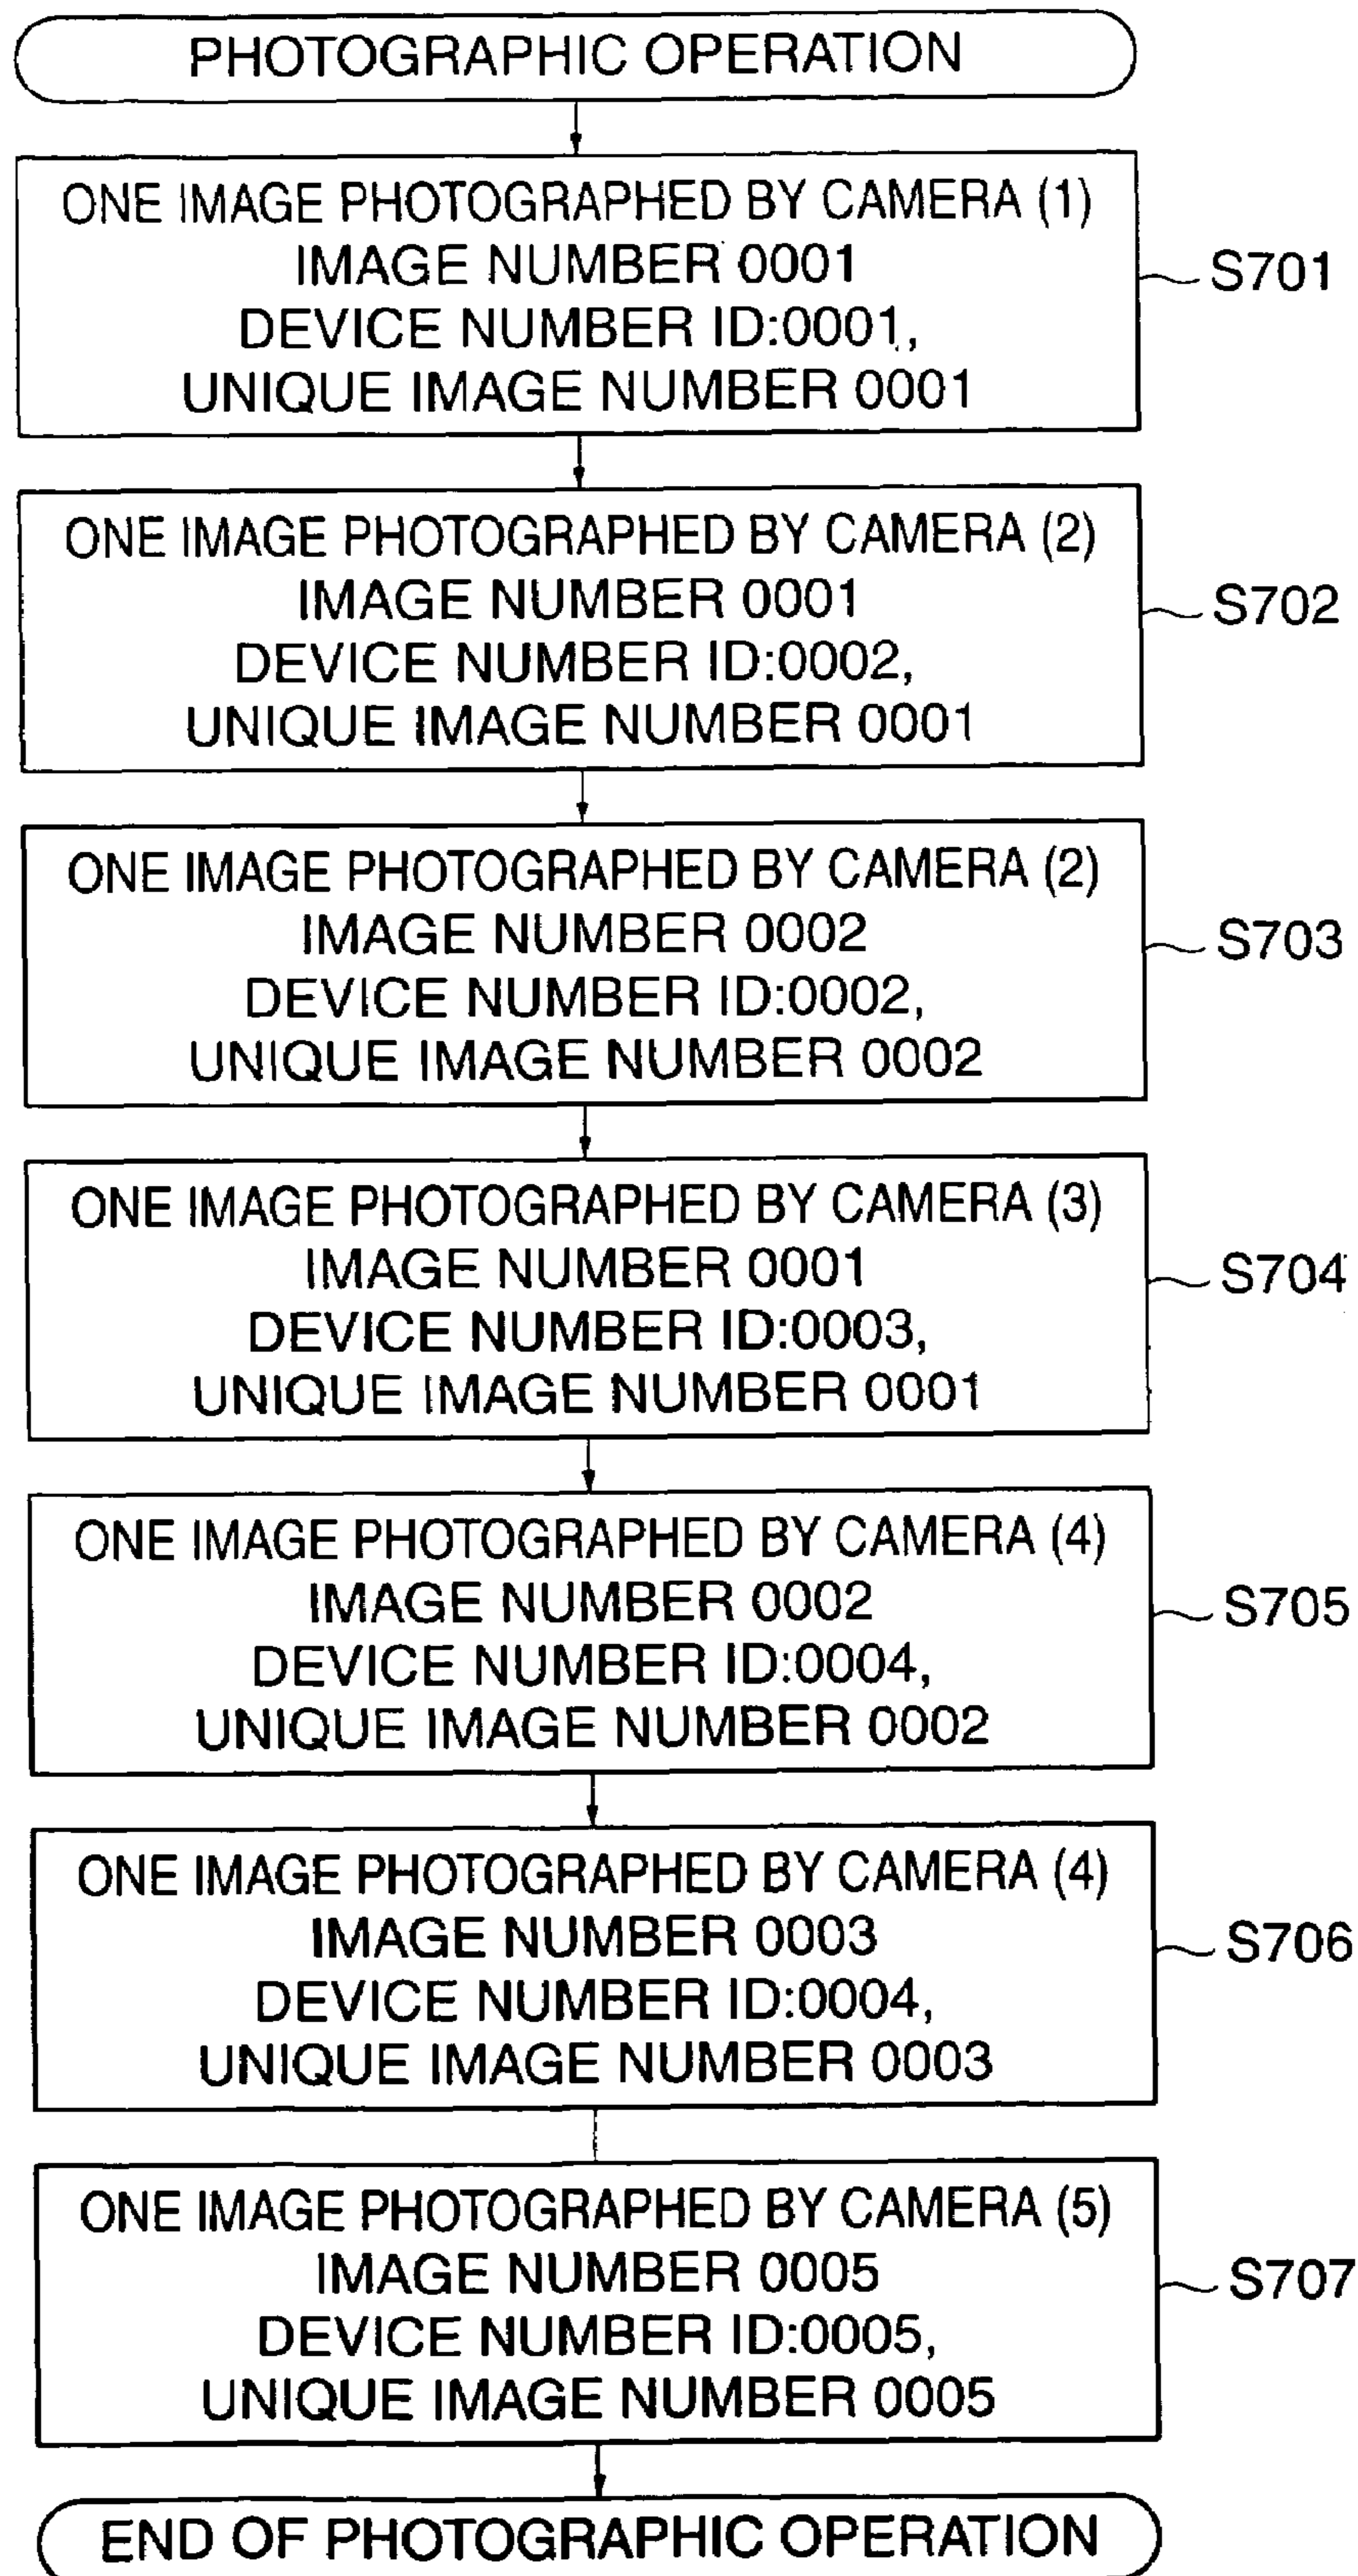 PHOTOGRAPHIC OPERATION
ONE IMAGE PHOTOGRAPHED BY CAMERA (1)
IMAGE NUMBER 0001
DEVICE NUMBER ID:0001,
UNIQUE IMAGE NUMBER 0001
S701
ONE IMAGE PHOTOGRAPHED BY CAMERA (2)
IMAGE NUMBER 0001
DEVICE NUMBER ID:0002,
UNIQUE IMAGE NUMBER 0001
S702
ONE IMAGE PHOTOGRAPHED BY CAMERA (2)
IMAGE NUMBER 0002
DEVICE NUMBER ID:0002,
UNIQUE IMAGE NUMBER 0002
S703
ONE IMAGE PHOTOGRAPHED BY CAMERA (3)
IMAGE NUMBER 0001
DEVICE NUMBER ID:0003,
UNIQUE IMAGE NUMBER 0001
S704
ONE IMAGE PHOTOGRAPHED BY CAMERA (4)
IMAGE NUMBER 0002
DEVICE NUMBER ID:0004,
UNIQUE IMAGE NUMBER 0002
S705
ONE IMAGE PHOTOGRAPHED BY CAMERA (4)
IMAGE NUMBER 0003
DEVICE NUMBER ID:0004,
UNIQUE IMAGE NUMBER 0003
S706
ONE IMAGE PHOTOGRAPHED BY CAMERA (5)
IMAGE NUMBER 0005
DEVICE NUMBER ID:0005,
UNIQUE IMAGE NUMBER 0005
S707
END OF PHOTOGRAPHIC OPERATION